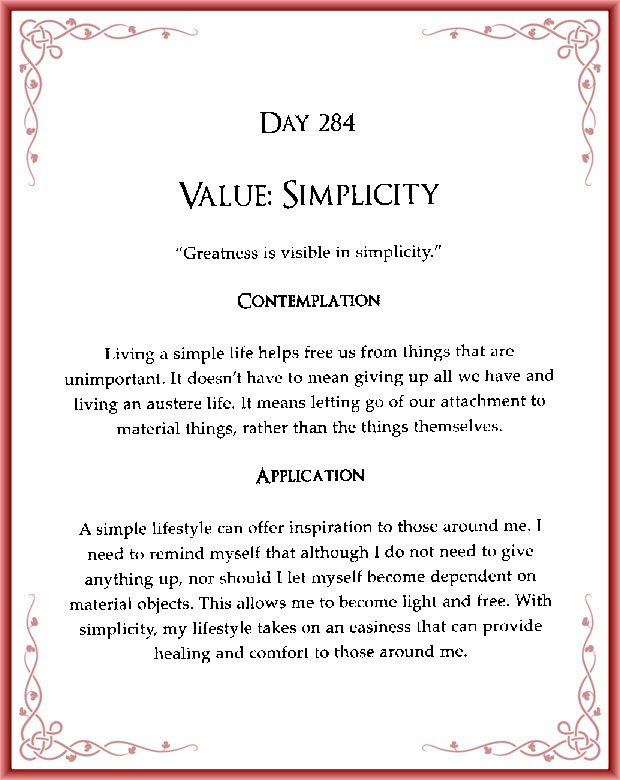 DAY 284
VALUE: SIMPLICITY
"Greatness is visible in simplicity."
CONTEMPLATION
Living a simple life helps free us from things that are
unimportant. It doesn't have to mean giving up all we have and
living an austere life. It means letting go of our attachment to
material things, rather than the things themselves.
APPLICATION
A simple lifestyle can offer inspiration to those around me. I
need to remind myself that although I do not need to give
anything up, nor should I let myself become dependent on
material objects. This allows me to become light and free. With
simplicity, my lifestyle takes on an easiness that can provide
healing and comfort to those around me.